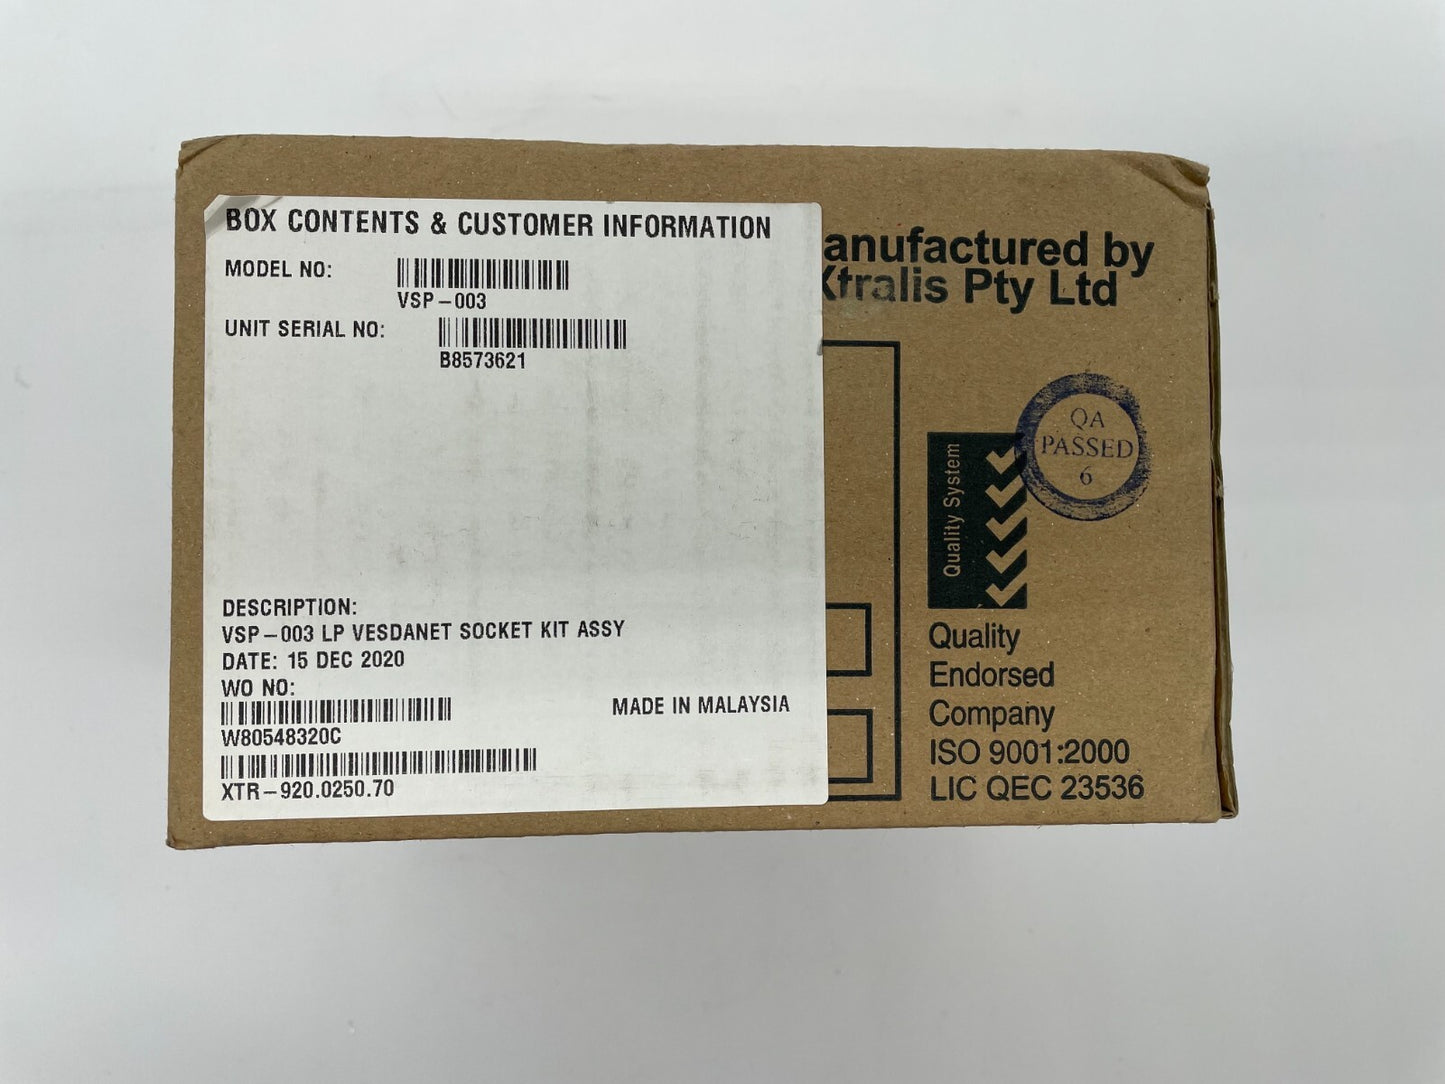 BOX CONTENTS & CUSTOMER INFORMATION
MODEL NO:
VSP-003
UNIT SERIAL NO:
B8573621
DESCRIPTION:
VSP-003 LP VESDANET SOCKET KIT ASSY
DATE: 15 DEC 2020
WO NO:
MADE IN MALAYSIA
W80548320C
XTR-920.0250.70
anufactured by
Xtralis Pty Ltd
QA
PASSED
6
Quality System
Quality
Endorsed
Company
ISO 9001:2000
LIC QEC 23536